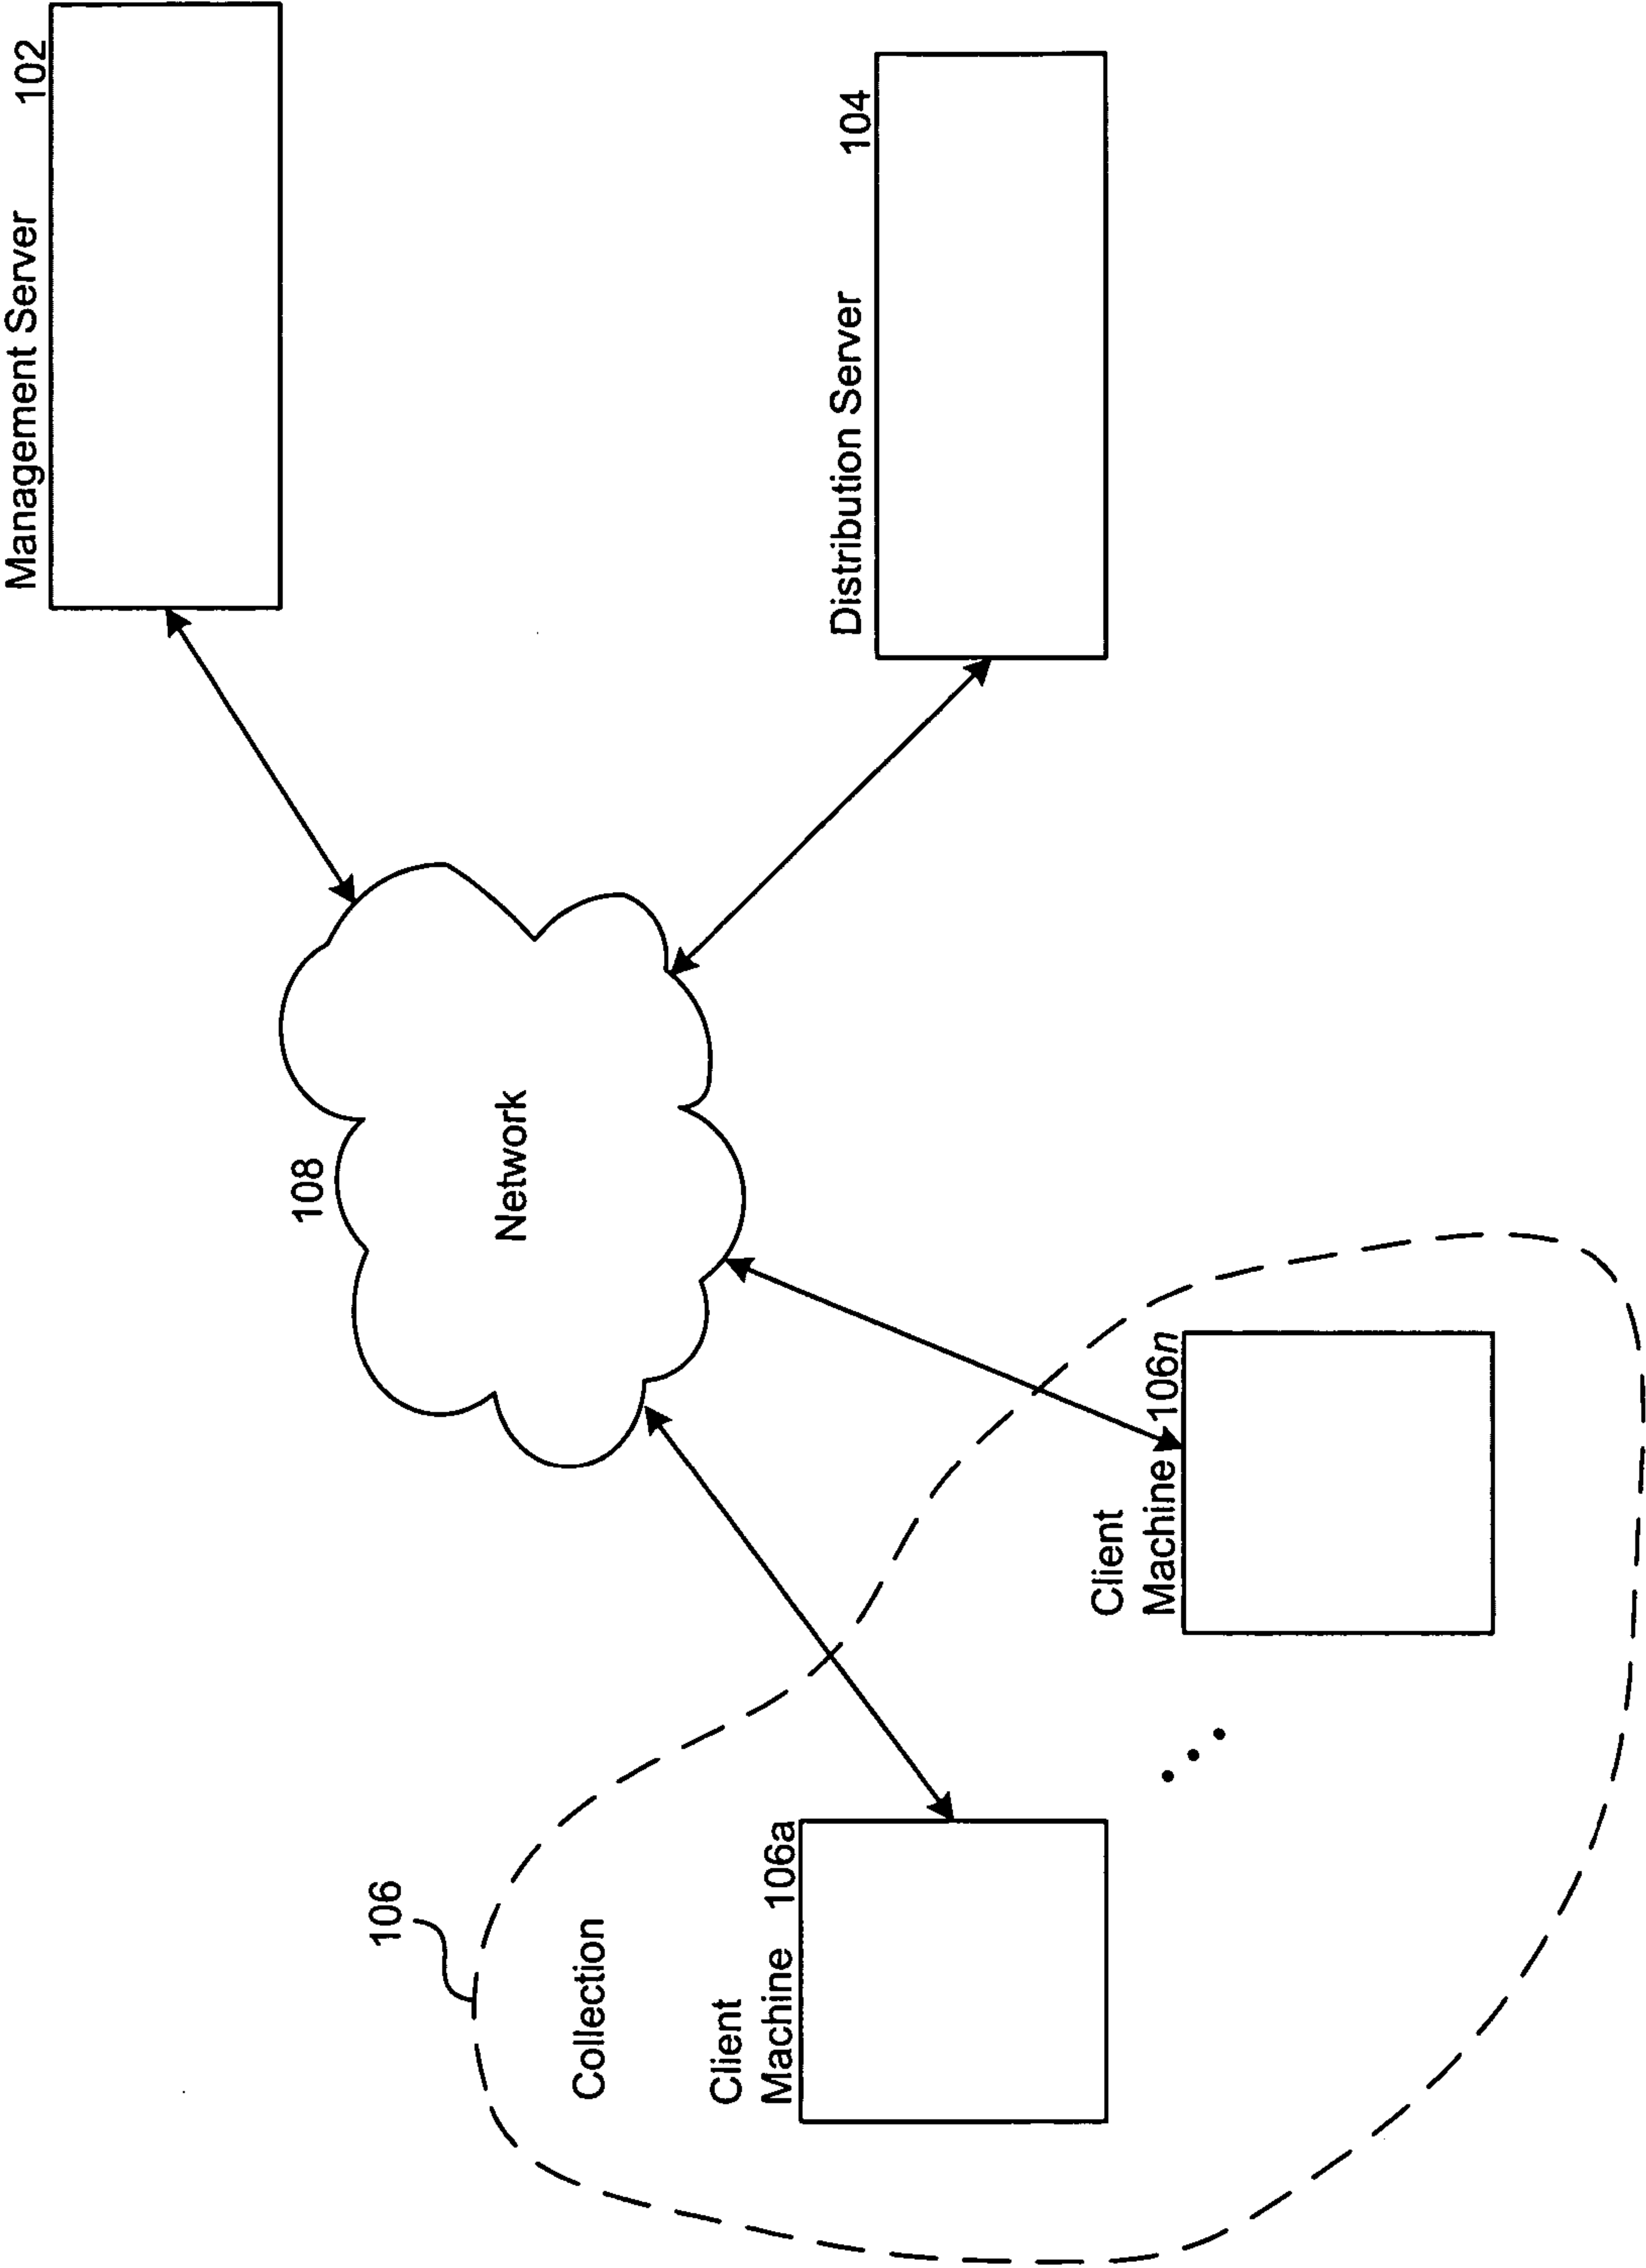 Management Server 102
108
Network
Distribution Server 104
106
Collection
Client
Machine 106a
Client
Machine 106n